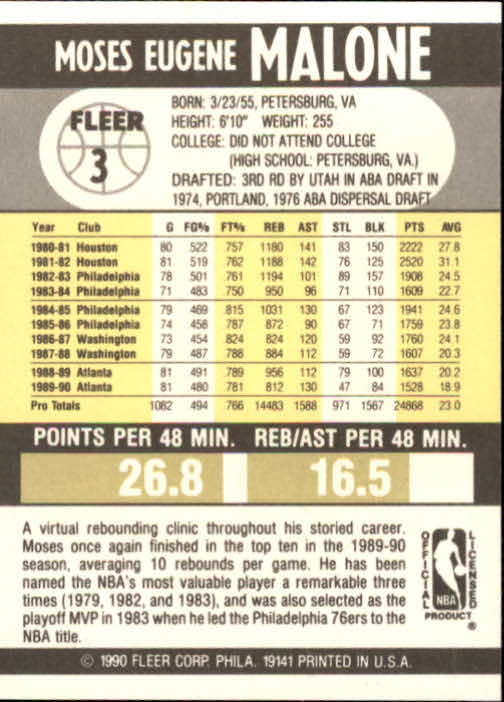 MOSES EUGENE MALONE
FLEER
3
BORN: 3/23/55, PETERSBURG, VA
HEIGHT: 6'10" WEIGHT: 255
COLLEGE: DID NOT ATTEND COLLEGE
(HIGH SCHOOL: PETERSBURG, VA.)
DRAFTED: 3RD RD BY UTAH IN ABA DRAFT IN
1974, PORTLAND, 1976 ABA DISPERSAL DRAFT
Year Club G FG% FT% REB AST STL BLK PTS AVG
1980-81 Houston 80 522 757 1180 141 83 150 2222 27.8
1981-82 Houston 81 519 762 1188 142 76 125 2520 31.1
1982-83 Philadelphia 78 501 761 1194 101 89 157 1908 24.5
1983-84 Philadelphia 71 483 750 950 96 71 110 1609 22.7
1984-85 Philadelphia 79 469 815 1031 130 67 123 1941 24.6
1985-86 Philadelphia 74 458 787 872 90 67 71 1759 23.8
1986-87 Washington 73 454 824 824 120 59 92 1760 24.1
1987-88 Washington 79 487 788 884 112 59 72 1607 20.3
1988-89 Atlanta 81 491 789 956 112 79 100 1637 20.2
1989-90 Atlanta 81 480 781 812 130 47 84 1528 18.9
Pro Totals 1082 494 766 14483 1588 971 1567 24868 23.0
POINTS PER 48 MIN. REB/AST PER 48 MIN.
26.8 16.5
A virtual rebounding clinic throughout his storied career.
Moses once again finished in the top ten in the 1989-90
season, averaging 10 rebounds per game. He has been
named the NBA's most valuable player a remarkable three
times (1979, 1982, and 1983), and was also selected as the
playoff MVP in 1983 when he led the Philadelphia 76ers to the
NBA title.
OFFICIAL
LICENSED
NBA
PRODUCT ®
© 1990 FLEER CORP. PHILA. 19141 PRINTED IN U.S.A.